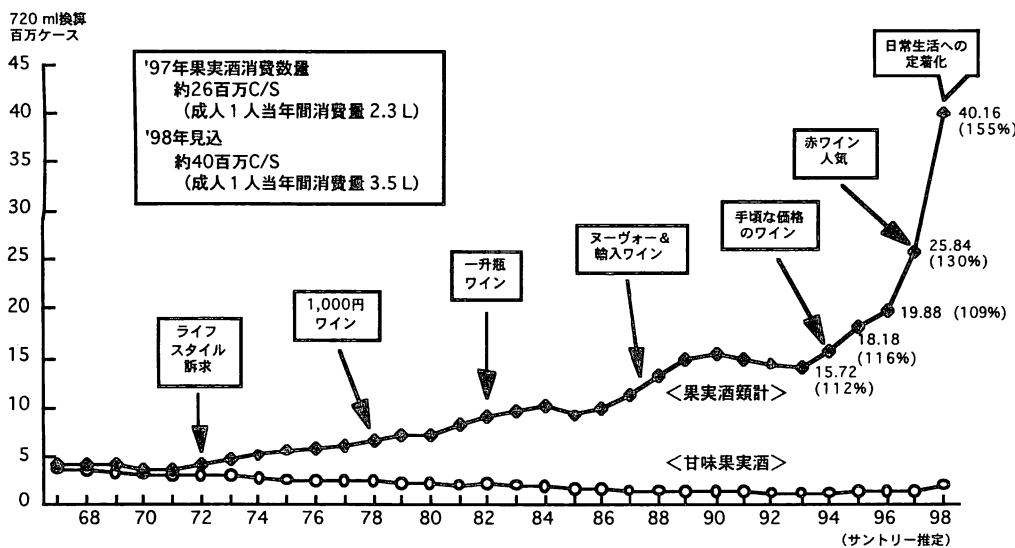 720 ml換算
百万ケース
45
40
35
30
25
20
15
10
5
0
'97年果実酒消費数量
約26百万C/S
(成人1人当年間消費量 2.3 L)
'98年見込
約40百万C/S
(成人1人当年間消費量 3.5 L)
ライフ
スタイル
訴求
1,000円
ワイン
一升瓶
ワイン
ヌーヴォー&
輸入ワイン
手頃な価格
のワイン
赤ワイン
人気
日常生活への
定着化
40.16
(155%)
25.84
(130%)
19.88 (109%)
18.18
(116%)
15.72
(112%)
<果実酒類計>
<甘味果実酒>
68 70 72 74 76 78 80 82 84 86 88 90 92 94 96 98
(サントリー推定)